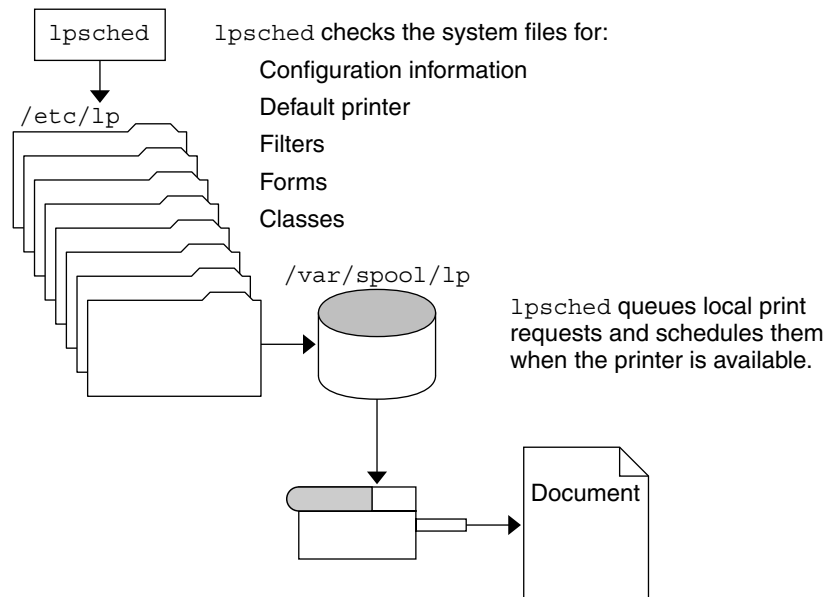 lpsched
lpsched checks the system files for:
Configuration information
/etc/lp
Default printer
Filters
Forms
Classes
/var/spool/lp
lpsched queues local print
requests and schedules them
when the printer is available.
Document